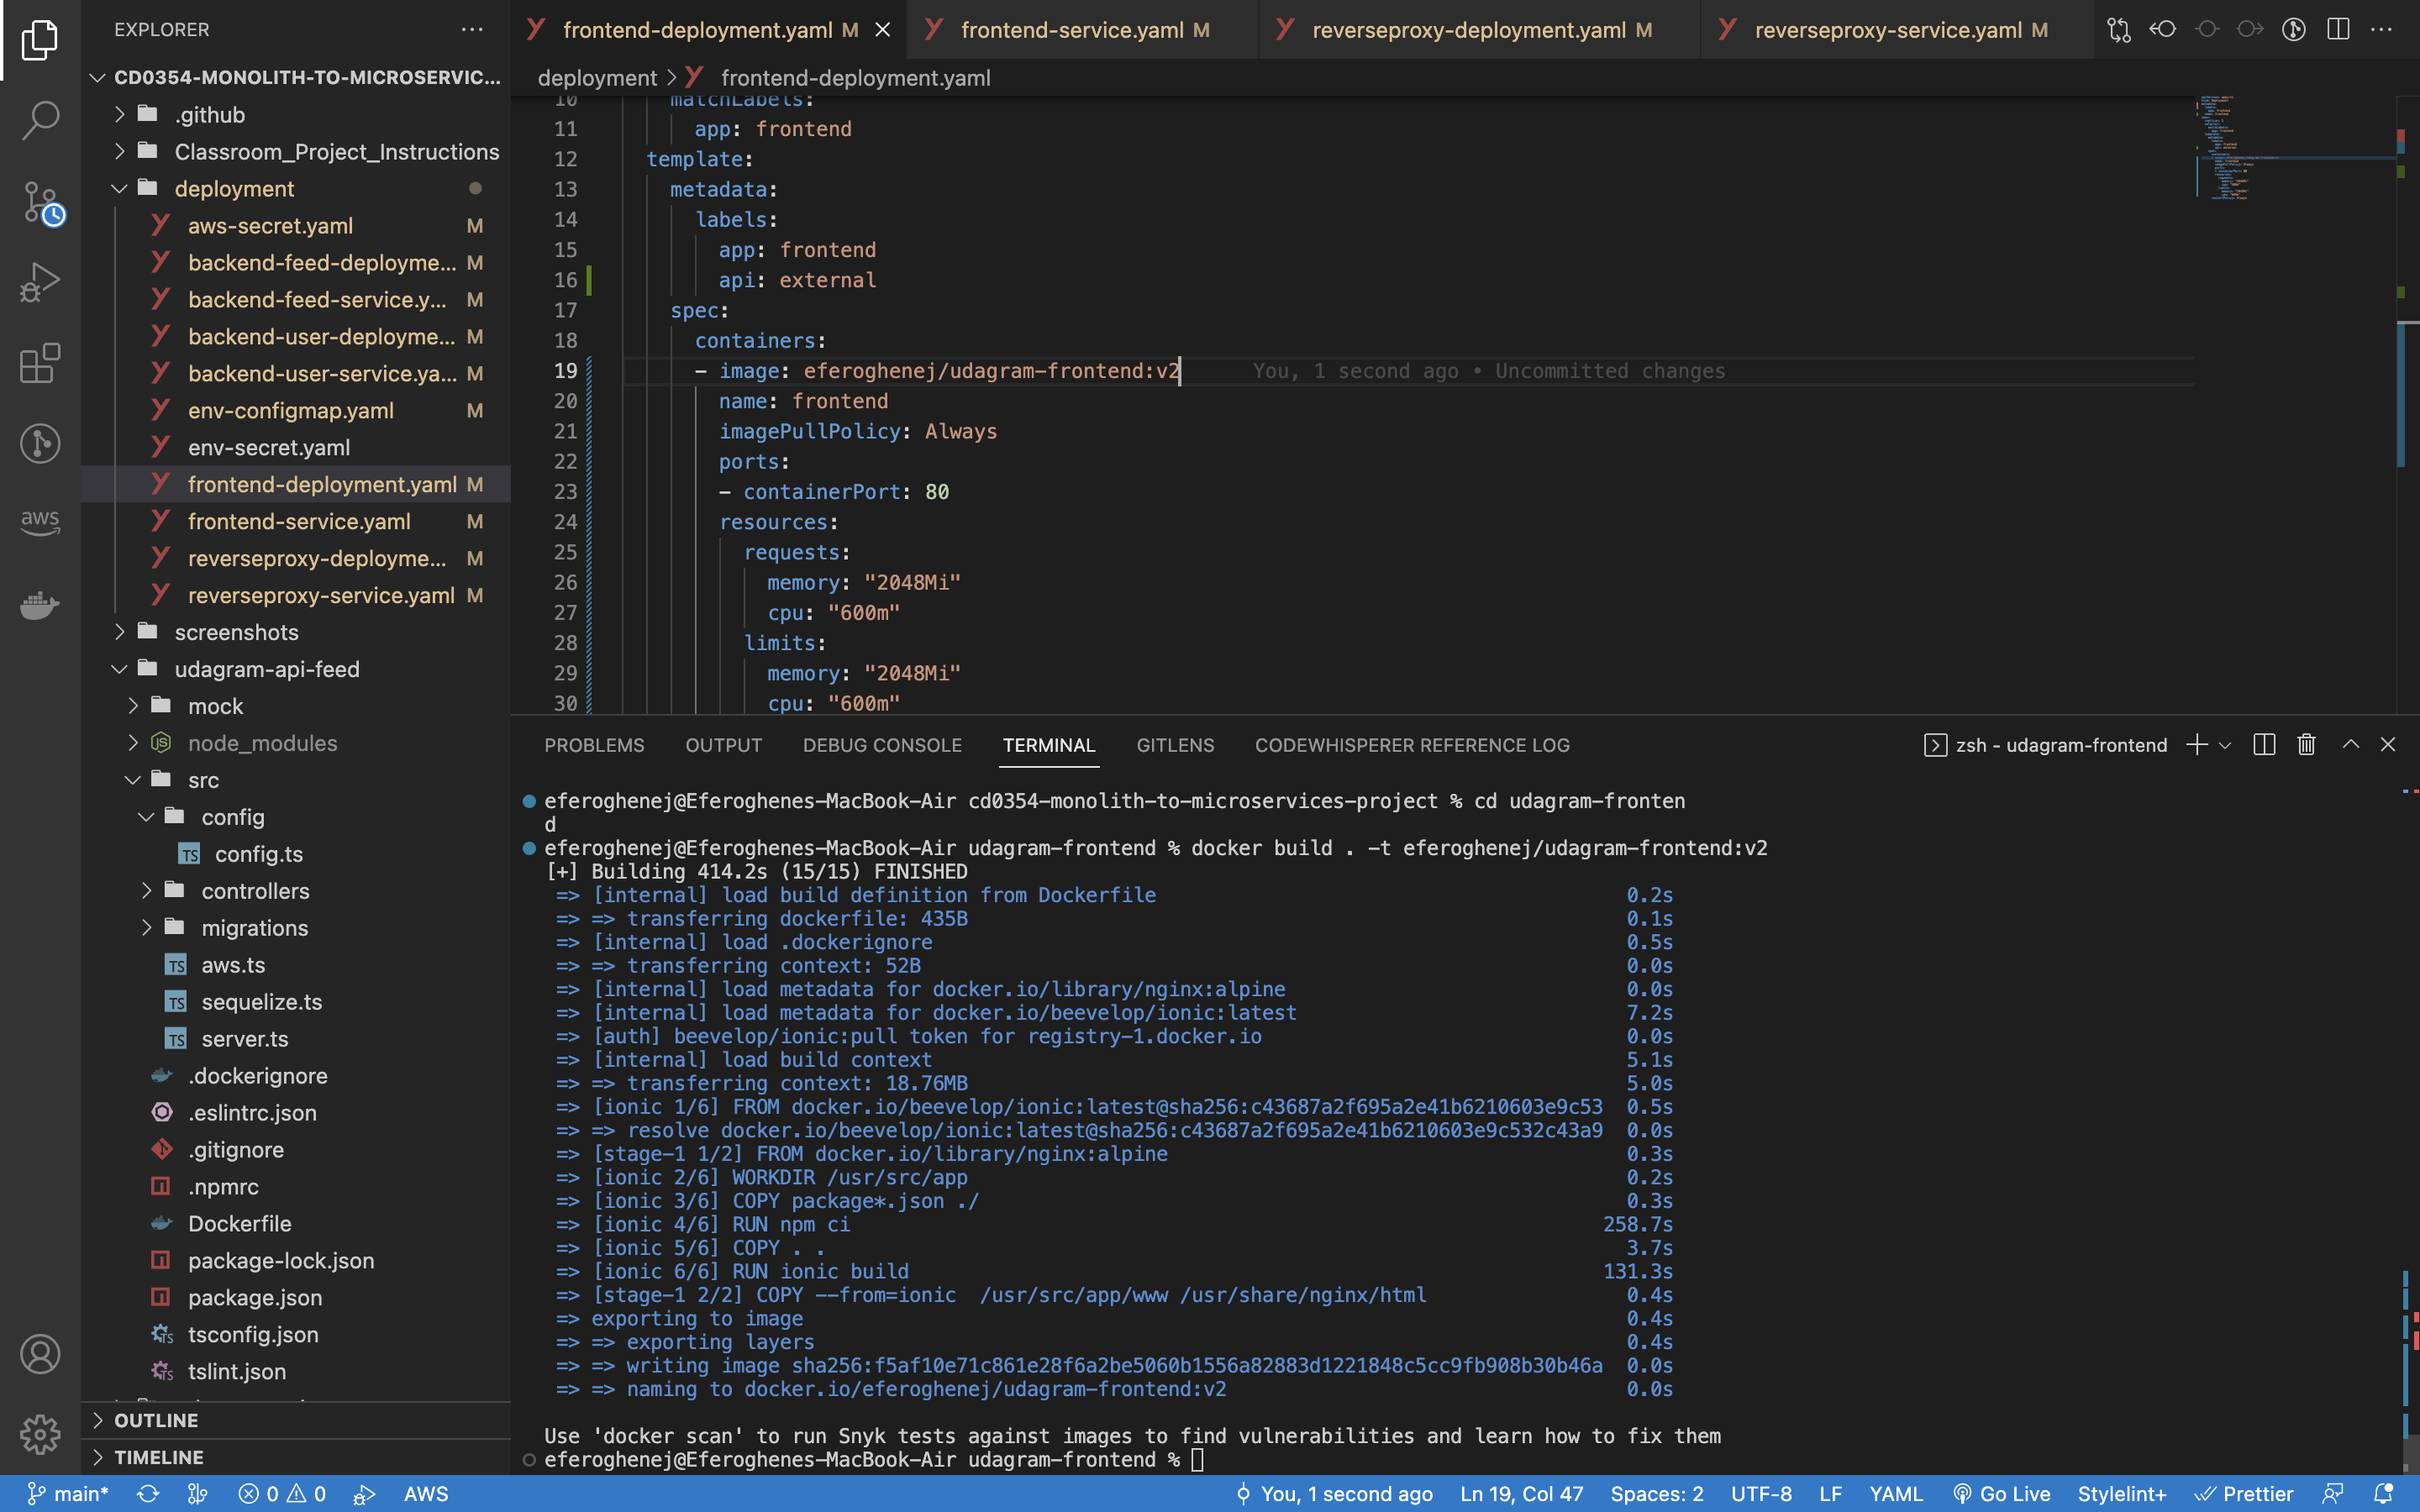 EXPLORER
CD0354-MONOLITH-TO-MICROSERVIC...
.github
Classroom_Project_Instructions
deployment
aws-secret.yaml M
backend-feed-deployme... M
backend-feed-service.y... M
backend-user-deployme... M
backend-user-service.ya... M
env-configmap.yaml M
env-secret.yaml
frontend-deployment.yaml M
frontend-service.yaml M
reverseproxy-deployme... M
reverseproxy-service.yaml M
screenshots
udagram-api-feed
mock
node_modules
src
config
TS config.ts
controllers
migrations
TS aws.ts
TS sequelize.ts
TS server.ts
.dockerignore
.eslintrc.json
.gitignore
.npmrc
Dockerfile
package-lock.json
package.json
tsconfig.json
tslint.json
OUTLINE
TIMELINE
aws
frontend-deployment.yaml M
frontend-service.yaml M
reverseproxy-deployment.yaml M
reverseproxy-service.yaml M
deployment > frontend-deployment.yaml
10 matchLabels:
11 app: frontend
12 template:
13 metadata:
14 labels:
15 app: frontend
16 api: external
17 spec:
18 containers:
19 - image: eferoghenej/udagram-frontend:v2 You, 1 second ago • Uncommitted changes
20 name: frontend
21 imagePullPolicy: Always
22 ports:
23 - containerPort: 80
24 resources:
25 requests:
26 memory: "2048Mi"
27 cpu: "600m"
28 limits:
29 memory: "2048Mi"
30 cpu: "600m"
PROBLEMS OUTPUT DEBUG CONSOLE TERMINAL GITLENS CODEWHISPERER REFERENCE LOG
zsh - udagram-frontend
eferoghenej@Eferoghenes-MacBook-Air cd0354-monolith-to-microservices-project % cd udagram-fronten
d
eferoghenej@Eferoghenes-MacBook-Air udagram-frontend % docker build . -t eferoghenej/udagram-frontend:v2
[+] Building 414.2s (15/15) FINISHED
=> [internal] load build definition from Dockerfile 0.2s
=> => transferring dockerfile: 435B 0.1s
=> [internal] load .dockerignore 0.5s
=> => transferring context: 52B 0.0s
=> [internal] load metadata for docker.io/library/nginx:alpine 0.0s
=> [internal] load metadata for docker.io/beevelop/ionic:latest 7.2s
=> [auth] beevelop/ionic:pull token for registry-1.docker.io 0.0s
=> [internal] load build context 5.1s
=> => transferring context: 18.76MB 5.0s
=> [ionic 1/6] FROM docker.io/beevelop/ionic:latest@sha256:c43687a2f695a2e41b6210603e9c53 0.5s
=> => resolve docker.io/beevelop/ionic:latest@sha256:c43687a2f695a2e41b6210603e9c532c43a9 0.0s
=> [stage-1 1/2] FROM docker.io/library/nginx:alpine 0.3s
=> [ionic 2/6] WORKDIR /usr/src/app 0.2s
=> [ionic 3/6] COPY package*.json ./ 0.3s
=> [ionic 4/6] RUN npm ci 258.7s
=> [ionic 5/6] COPY . . 3.7s
=> [ionic 6/6] RUN ionic build 131.3s
=> [stage-1 2/2] COPY --from=ionic /usr/src/app/www /usr/share/nginx/html 0.4s
=> exporting to image 0.4s
=> => exporting layers 0.4s
=> => writing image sha256:f5af10e71c861e28f6a2be5060b1556a82883d1221848c5cc9fb908b30b46a 0.0s
=> => naming to docker.io/eferoghenej/udagram-frontend:v2 0.0s
Use 'docker scan' to run Snyk tests against images to find vulnerabilities and learn how to fix them
eferoghenej@Eferoghenes-MacBook-Air udagram-frontend %
main* 0 0 AWS You, 1 second ago Ln 19, Col 47 Spaces: 2 UTF-8 LF YAML Go Live Stylelint+ Prettier